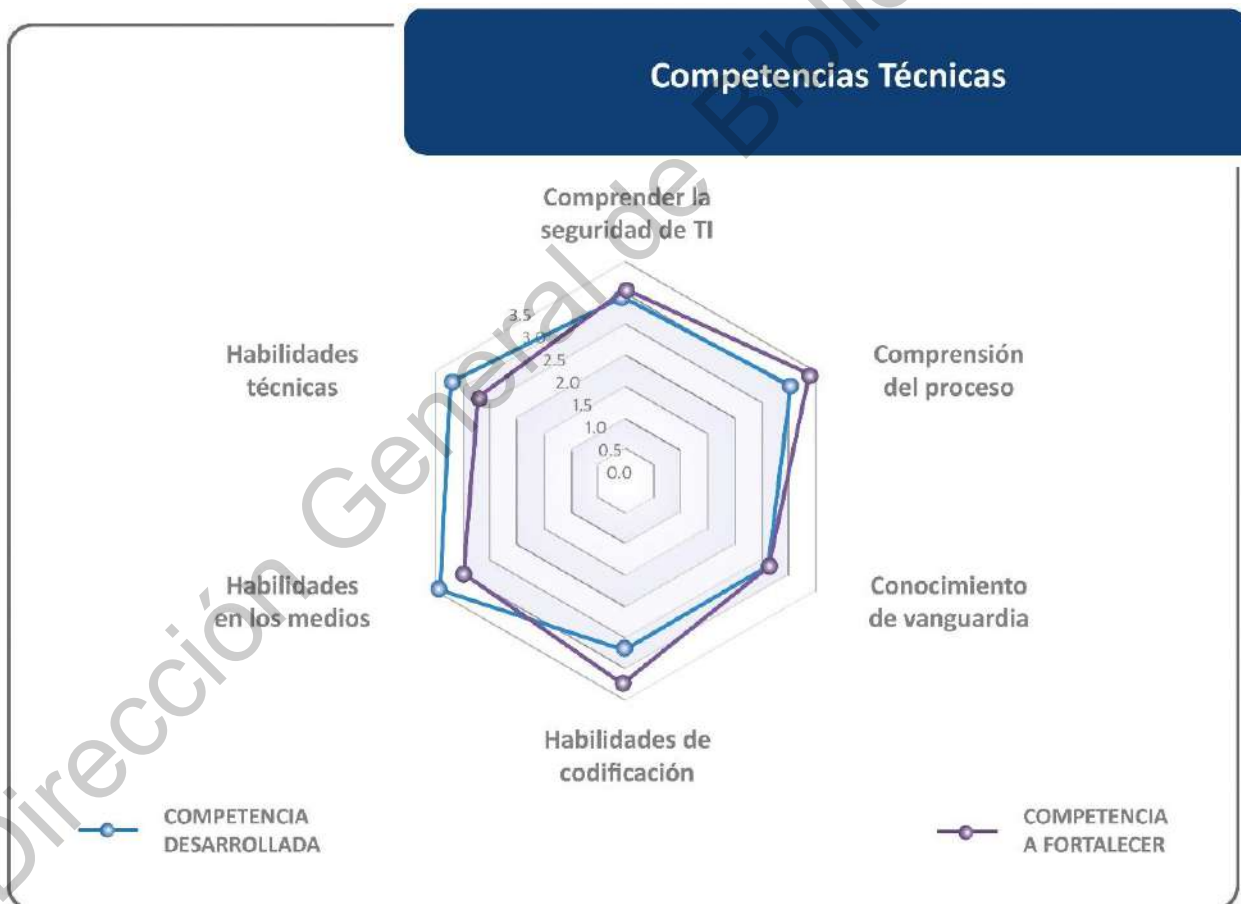 Competencias Técnicas
Comprender la
seguridad de TI
3.5
3.0
2.5
2.0
1.5
1.0
0.5
0.0
Habilidades
técnicas
Comprensión
del proceso
Habilidades
en los medios
Conocimiento
de vanguardia
Habilidades de
codificación
COMPETENCIA
DESARROLLADA
COMPETENCIA
A FORTALECER
Dirección General de